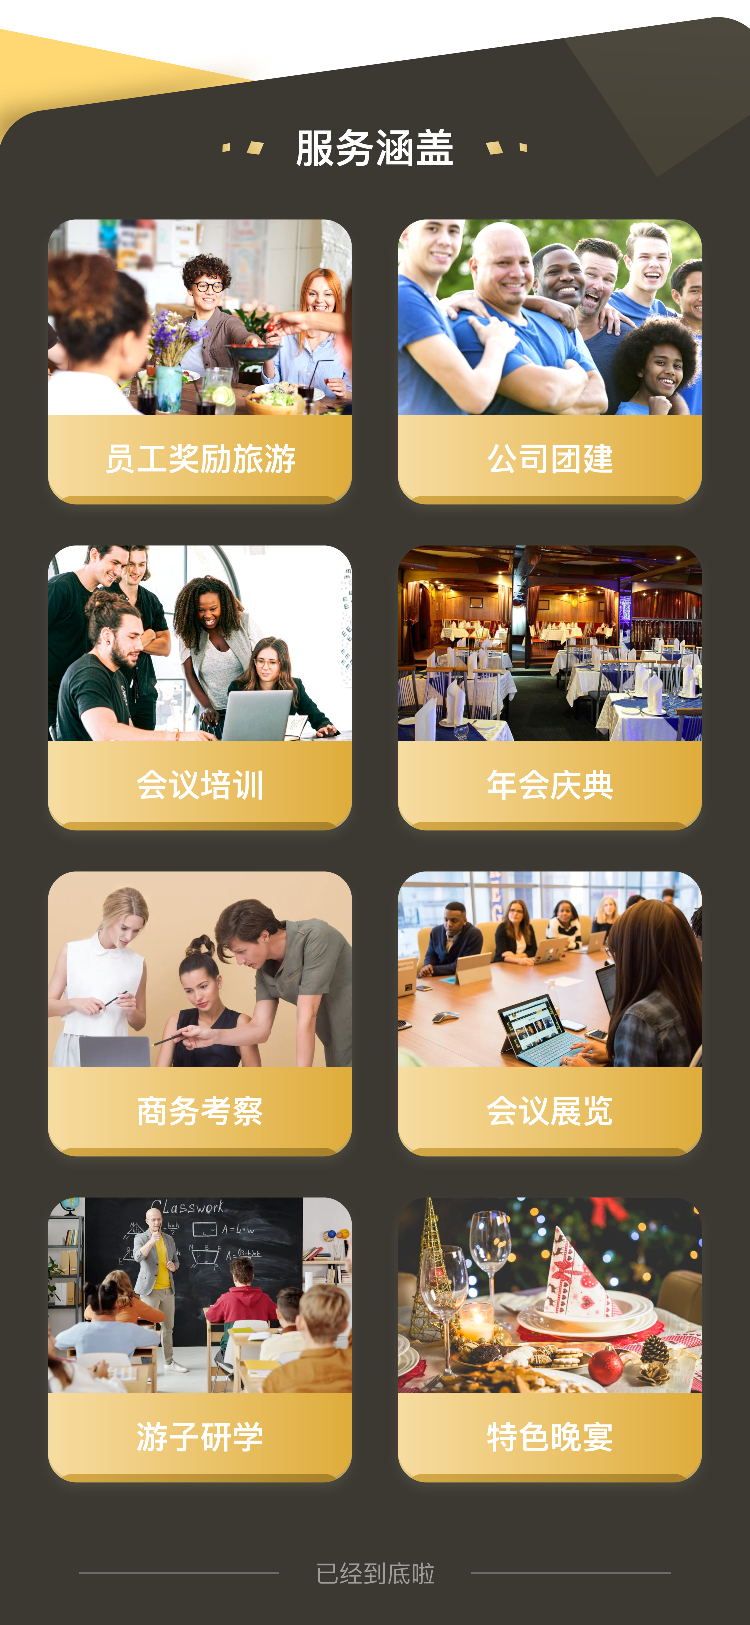 服务涵盖
员工奖励旅游
公司团建
会议培训
年会庆典
商务考察
会议展览
Classwork
游子研学
特色晚宴
已经到底啦